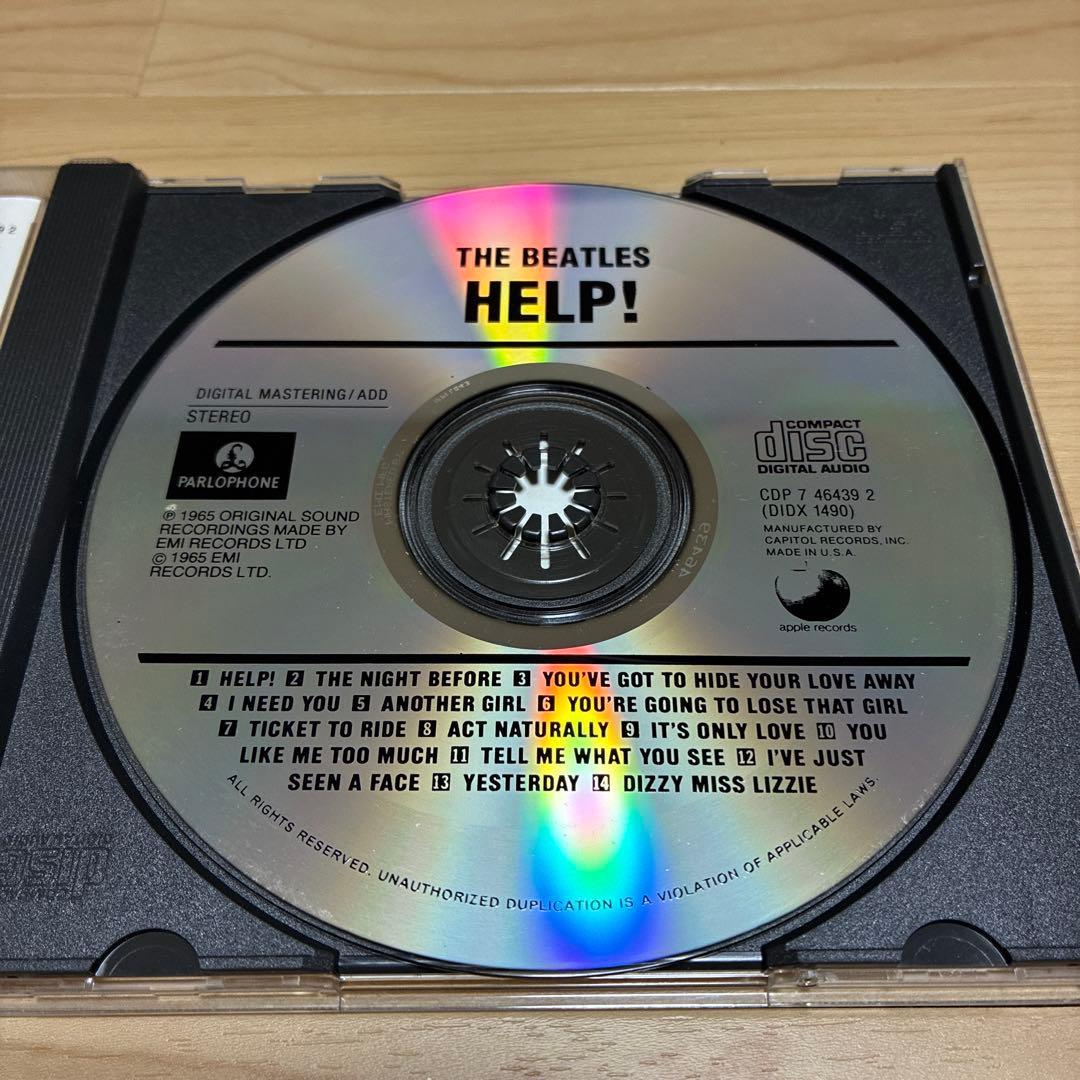 THE BEATLES
HELP!
DIGITAL MASTERING/ADD
STEREO
PARLOPHONE
℗ 1965 ORIGINAL SOUND
RECORDINGS MADE BY
EMI RECORDS LTD
© 1965 EMI
RECORDS LTD.
COMPACT
disc
DIGITAL AUDIO
CDP 7 46439 2
(DIDX 1490)
MANUFACTURED BY
CAPITOL RECORDS, INC.
MADE IN U.S.A.
apple records
1 HELP! 2 THE NIGHT BEFORE 3 YOU'VE GOT TO HIDE YOUR LOVE AWAY
4 I NEED YOU 5 ANOTHER GIRL 6 YOU'RE GOING TO LOSE THAT GIRL
7 TICKET TO RIDE 8 ACT NATURALLY 9 IT'S ONLY LOVE 10 YOU
LIKE ME TOO MUCH 11 TELL ME WHAT YOU SEE 12 I'VE JUST
SEEN A FACE 13 YESTERDAY 14 DIZZY MISS LIZZIE
ALL RIGHTS RESERVED. UNAUTHORIZED DUPLICATION IS A VIOLATION OF APPLICABLE LAWS.